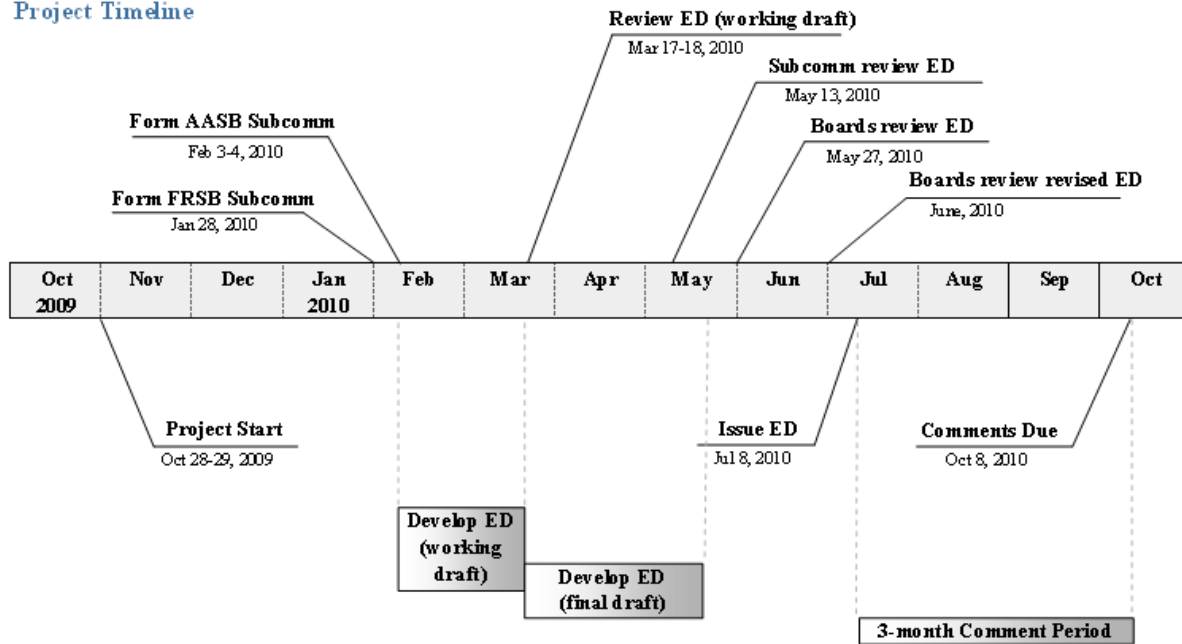 Project Timeline
Review ED (working draft)
Mar 17-18, 2010
Subcomm review ED
May 13, 2010
Form AASB Subcomm
Feb 3-4, 2010
Boards review ED
May 27, 2010
Boards review revised ED
June, 2010
Form FRSB Subcomm
Jan 28, 2010
Oct 2009
Nov
Dec
Jan 2010
Feb
Mar
Apr
May
Jun
Jul
Aug
Sep
Oct
Project Start
Oct 28-29, 2009
Issue ED
Jul 8, 2010
Comments Due
Oct 8, 2010
Develop ED
(working
draft)
Develop ED
(final draft)
3-month Comment Period